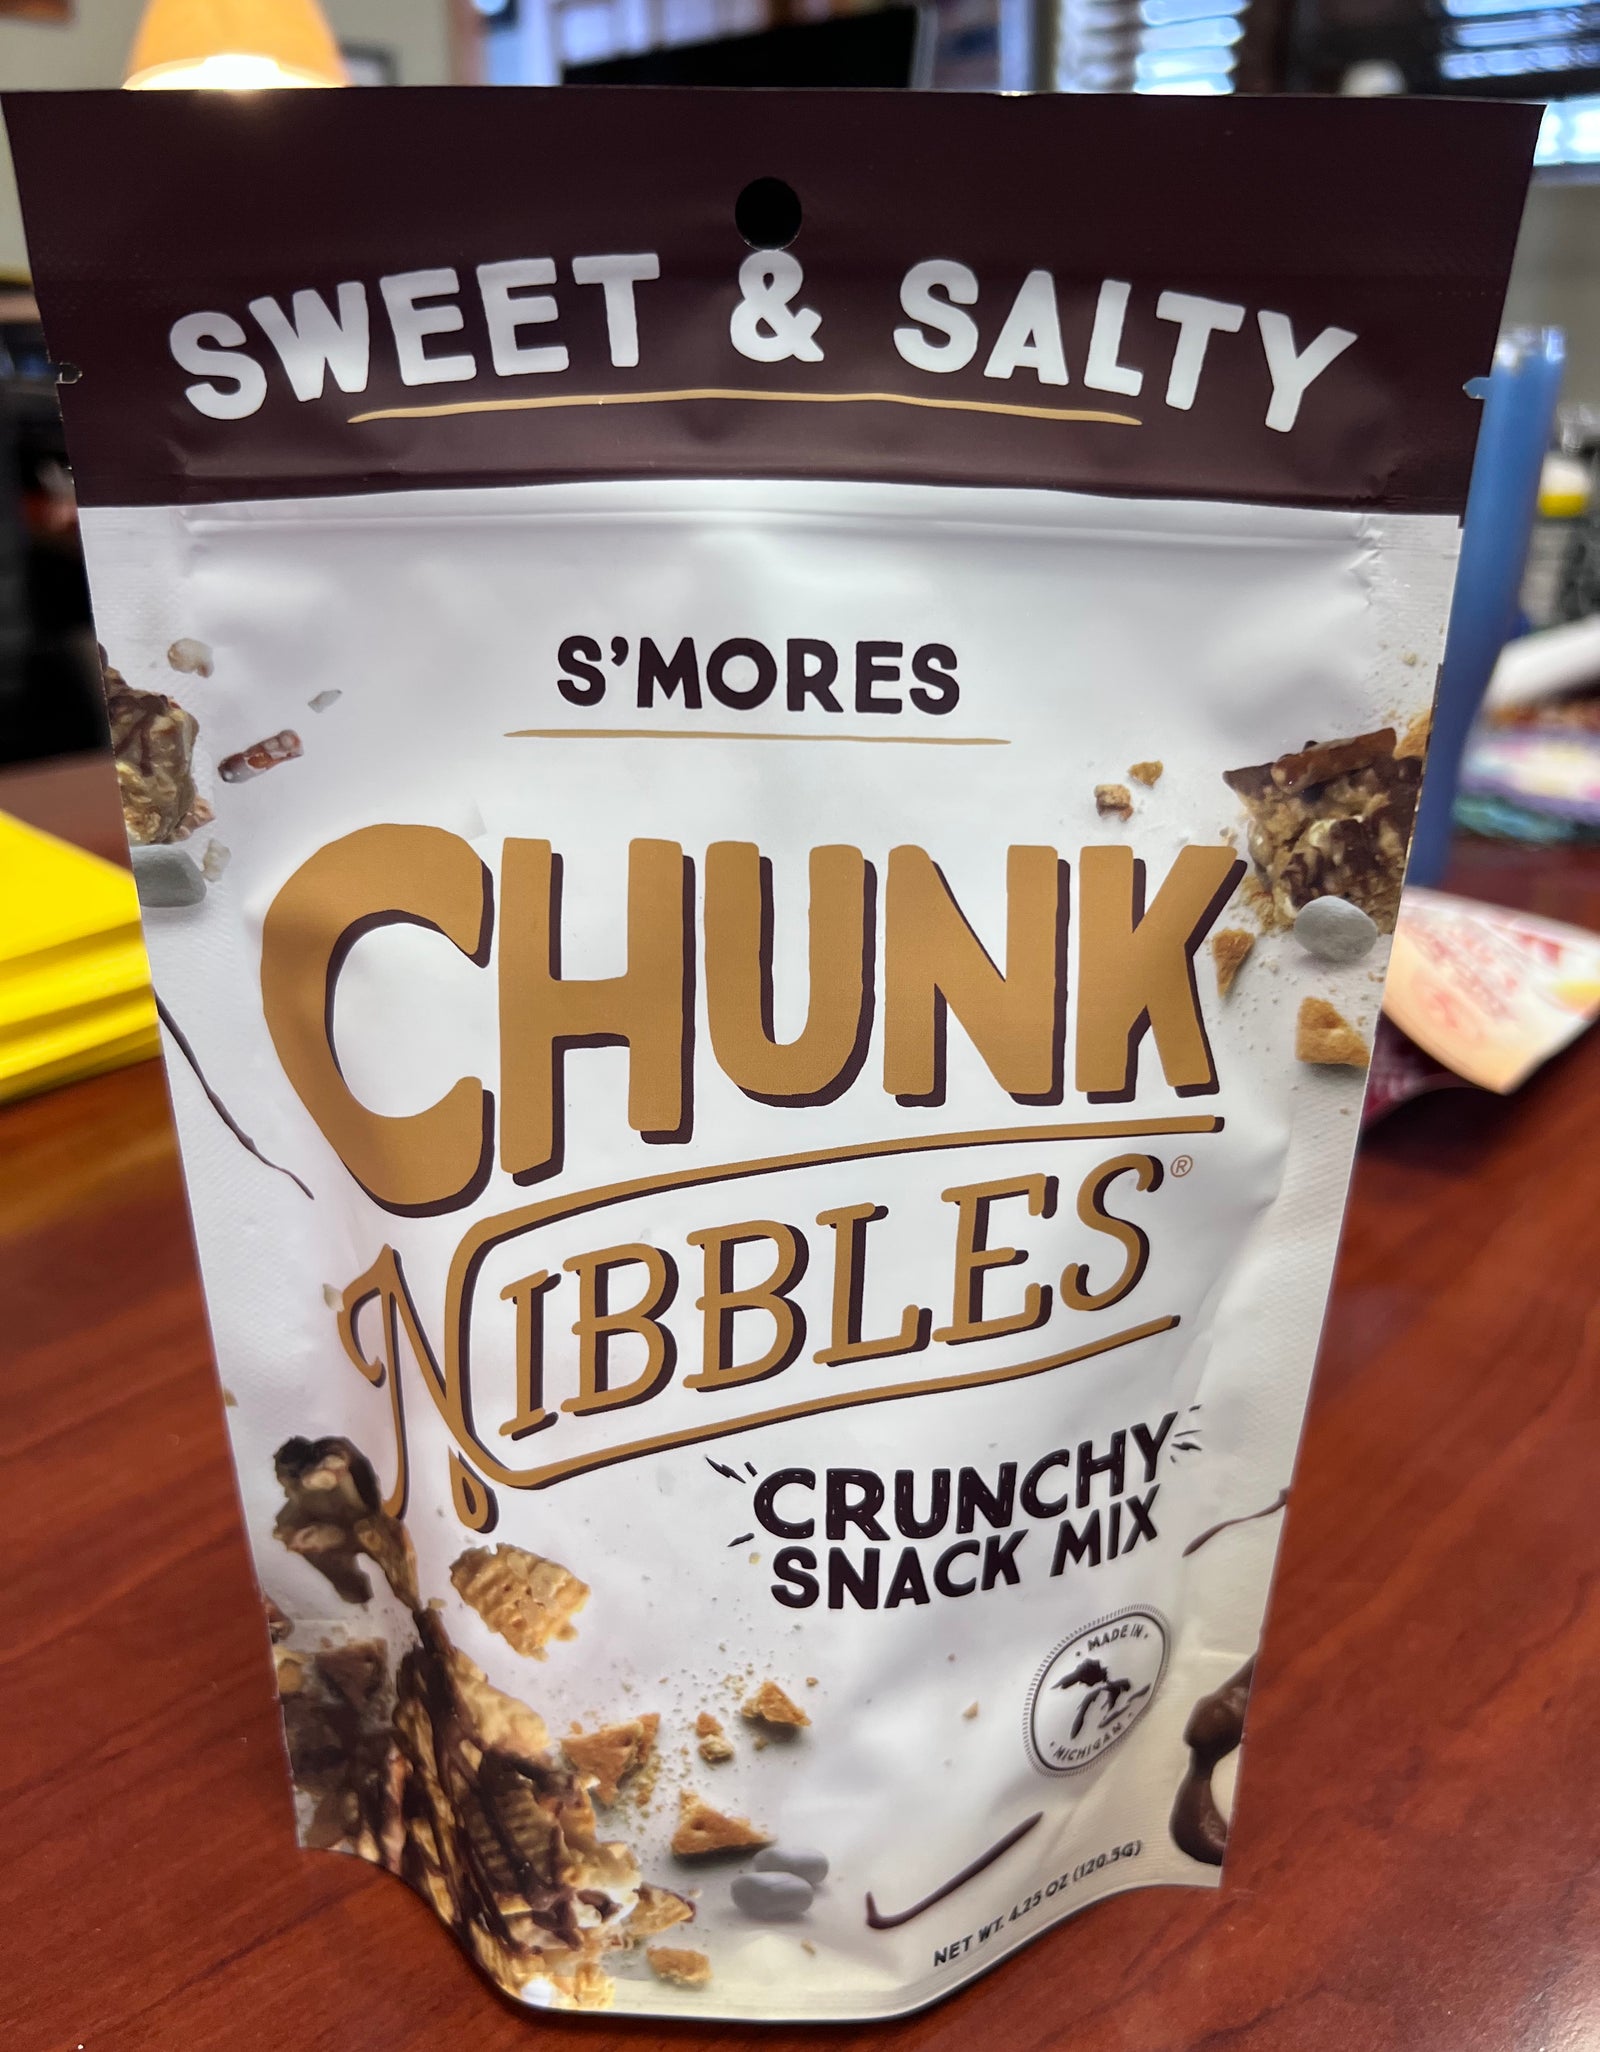 SWEET & SALTY
S'MORES
CHUNK
NIBBLES®
CRUNCHY
SNACK MIX
MADE IN
MICHIGAN
NET WT. 4.25 OZ (120.5G)